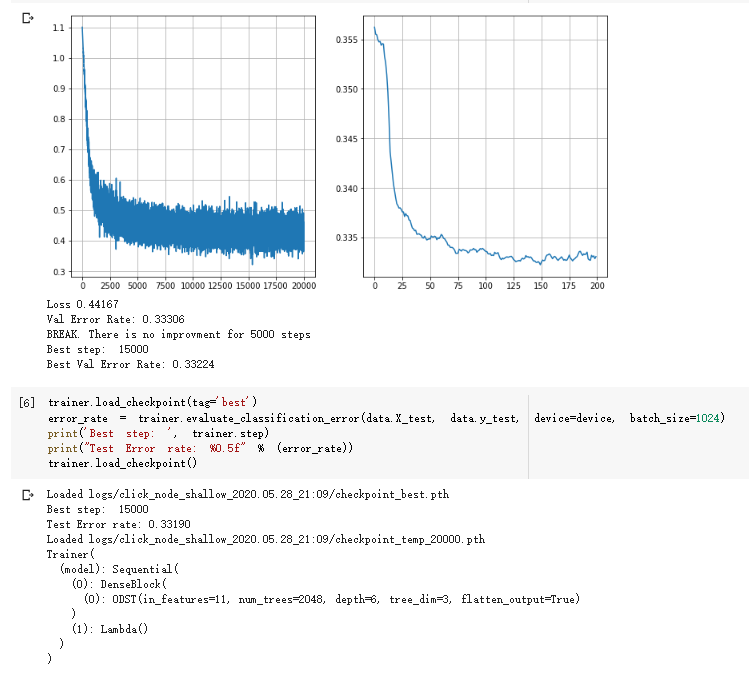 1.1
1.0
0.9
0.8
0.7
0.6
0.5
0.4
0.3
0 2500 5000 7500 10000 12500 15000 17500 20000
0.355
0.350
0.345
0.340
0.335
0 25 50 75 100 125 150 175 200
Loss 0.44167
Val Error Rate: 0.33306
BREAK. There is no improvment for 5000 steps
Best step:  15000
Best Val Error Rate: 0.33224
[6] trainer.load_checkpoint(tag='best')
error_rate = trainer.evaluate_classification_error(data.X_test, data.y_test, device=device, batch_size=1024)
print('Best step: ', trainer.step)
print("Test Error rate: %0.5f" % (error_rate))
trainer.load_checkpoint()
Loaded logs/click_node_shallow_2020.05.28_21:09/checkpoint_best.pth
Best step:  15000
Test Error rate: 0.33190
Loaded logs/click_node_shallow_2020.05.28_21:09/checkpoint_temp_20000.pth
Trainer(
  (model): Sequential(
    (0): DenseBlock(
      (0): ODST(in_features=11, num_trees=2048, depth=6, tree_dim=3, flatten_output=True)
    )
    (1): Lambda()
  )
)